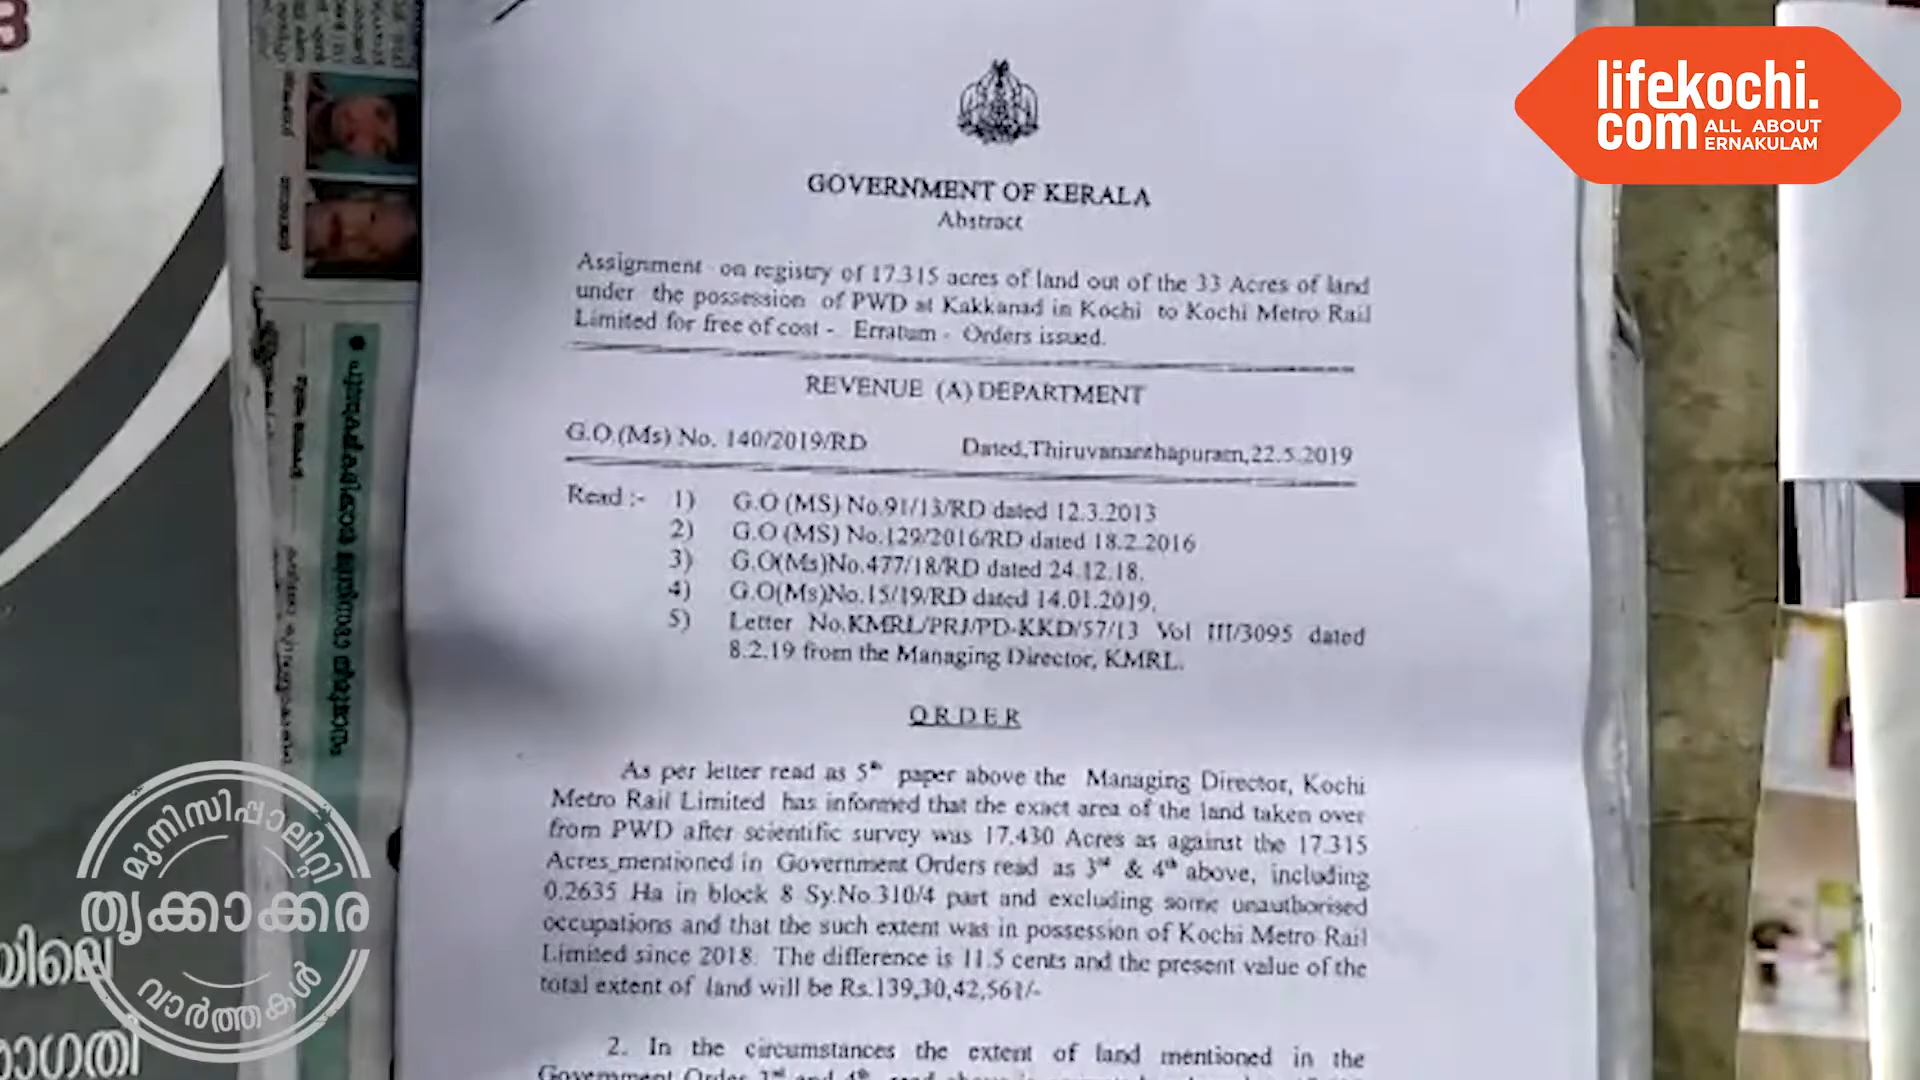 lifekochi.
com ALL ABOUT
ERNAKULAM
GOVERNMENT OF KERALA
Abstract
Assignment on registry of 17.315 acres of land out of the 33 Acres of land
under the possession of PWD at Kakkanad in Kochi to Kochi Metro Rail
Limited for free of cost - Erratum - Orders issued.
REVENUE (A) DEPARTMENT
G.O.(Ms) No. 140/2019/RD Dated,Thiruvananthapuram,22.5.2019
Read :- 1) G.O (MS) No.91/13/RD dated 12.3.2013
2) G.O (MS) No.129/2016/RD dated 18.2.2016
3) G.O(Ms)No.477/18/RD dated 24.12.18.
4) G.O(Ms)No.15/19/RD dated 14.01.2019.
5) Letter No.KMRL/PRJ/PD-KKD/57/13 Vol III/3095 dated
8.2.19 from the Managing Director, KMRL.
ORDER
As per letter read as 5th paper above the Managing Director, Kochi
Metro Rail Limited has informed that the exact area of the land taken over
from PWD after scientific survey was 17.430 Acres as against the 17.315
Acres mentioned in Government Orders read as 3rd & 4th above, including
0.2635 Ha in block 8 Sy.No.310/4 part and excluding some unauthorised
occupations and that the such extent was in possession of Kochi Metro Rail
Limited since 2018. The difference is 11.5 cents and the present value of the
total extent of land will be Rs.139,30,42,561/-
2. In the circumstances the extent of land mentioned in the
Government Order 3rd and 4th
മുനിസിപ്പാലിറ്റി
തൃക്കാക്കര
വാർത്തകൾ
യിലെ
ാഗതി